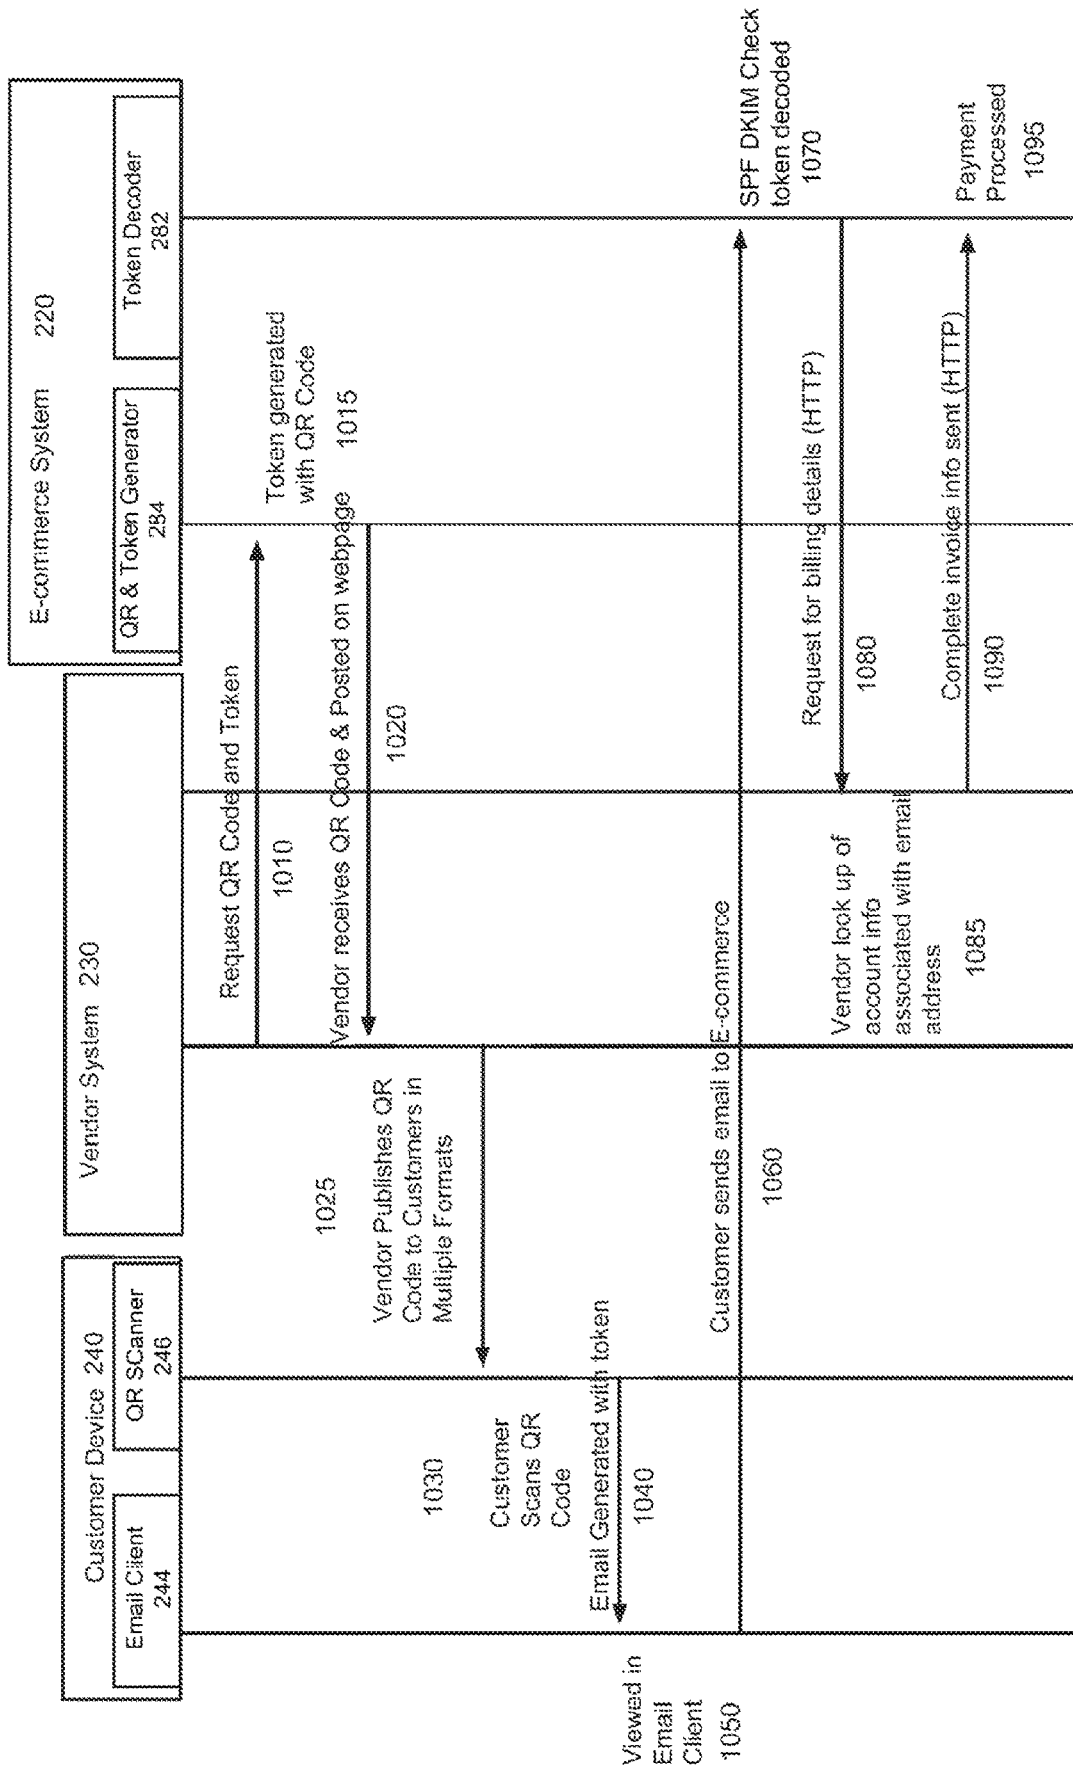 Customer Device 240
Email Client
244
QR SCanner
246
Vendor System 230
E-commerce System 220
QR & Token Generator
284
Token Decoder
282
Request QR Code and Token
1010
Token generated
with QR Code
1015
Vendor receives QR Code & Posted on webpage
1020
1025
Vendor Publishes QR
Code to Customers in
Multiple Formats
1030
Customer
Scans QR
Code
Email Generated with token
1040
Viewed in
Email
Client
1050
Customer sends email to E-commerce
1060
SPF DKIM Check
token decoded
1070
Request for billing details (HTTP)
1080
Vendor look up of
account info
associated with email
address
1085
Complete invoice info sent (HTTP)
1090
Payment
Processed
1095